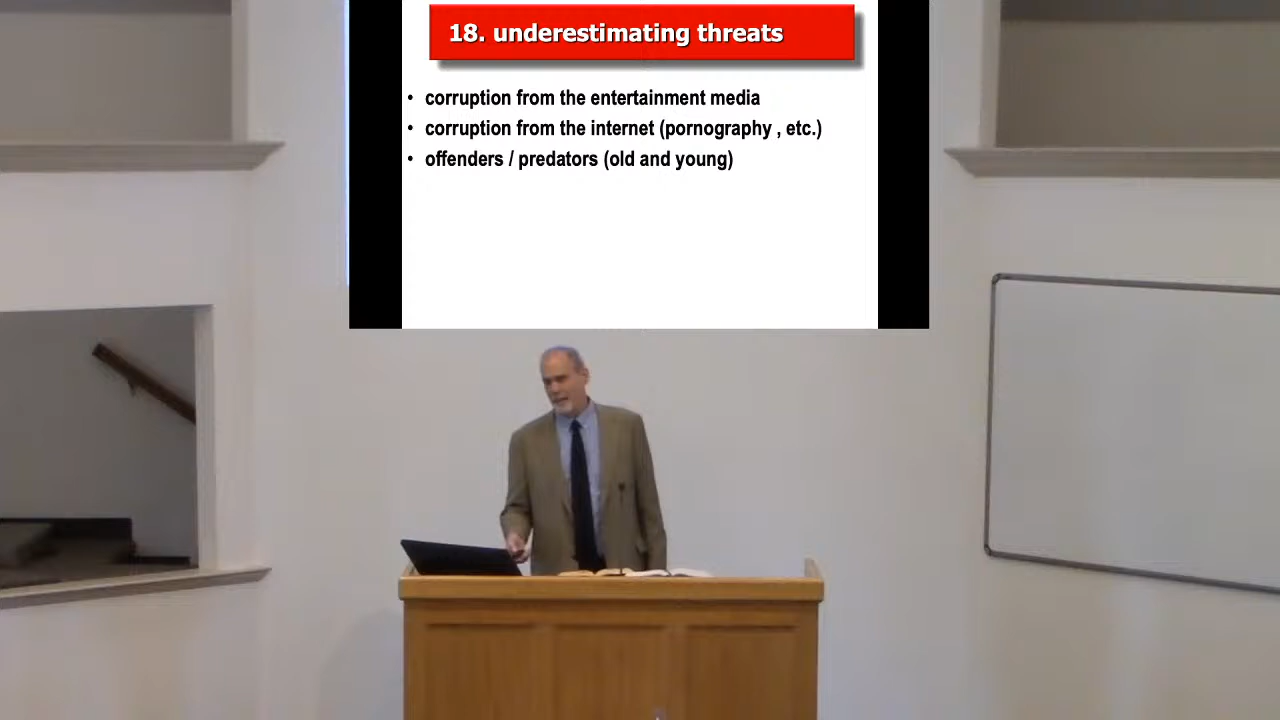 18. underestimating threats
• corruption from the entertainment media
• corruption from the internet (pornography , etc.)
• offenders / predators (old and young)